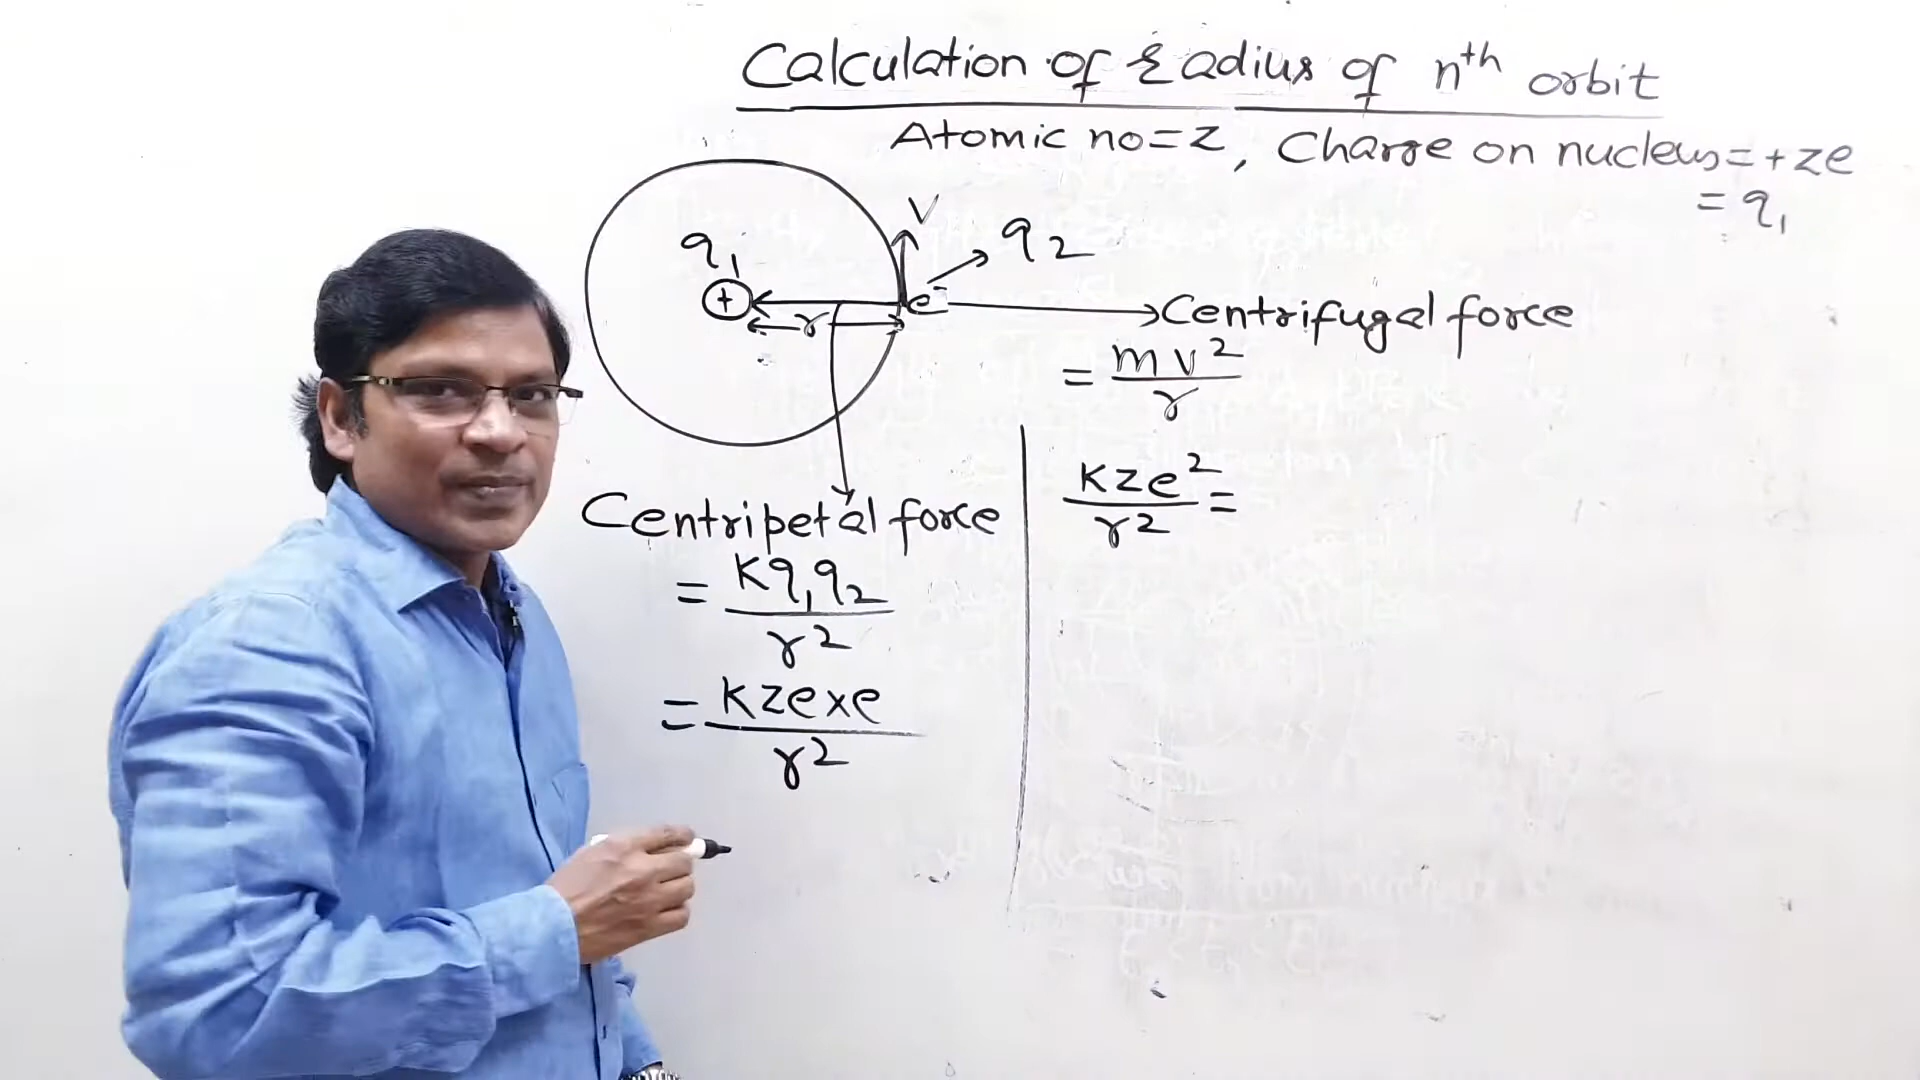 Calculation of radius of nth orbit
Atomic no=Z, Charge on nucleus=+ze
= q1
V
q1
q2
+
e-
r
Centrifugal force
= mv²/r
Centripetal force
= Kq1q2/r²
= Kzexe/r²
Kze²/r² =